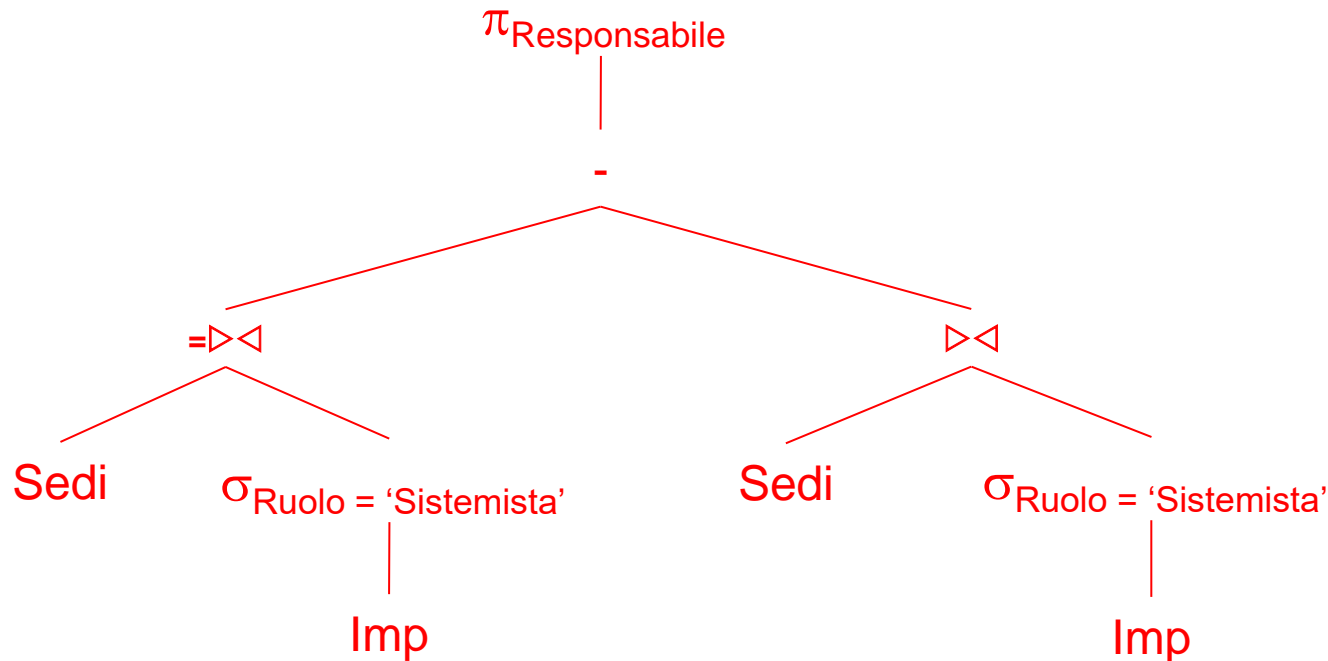 πResponsabile
-
=▷◁ ▷◁
Sedi σRuolo = ‘Sistemista’ Sedi σRuolo = ‘Sistemista’
Imp Imp